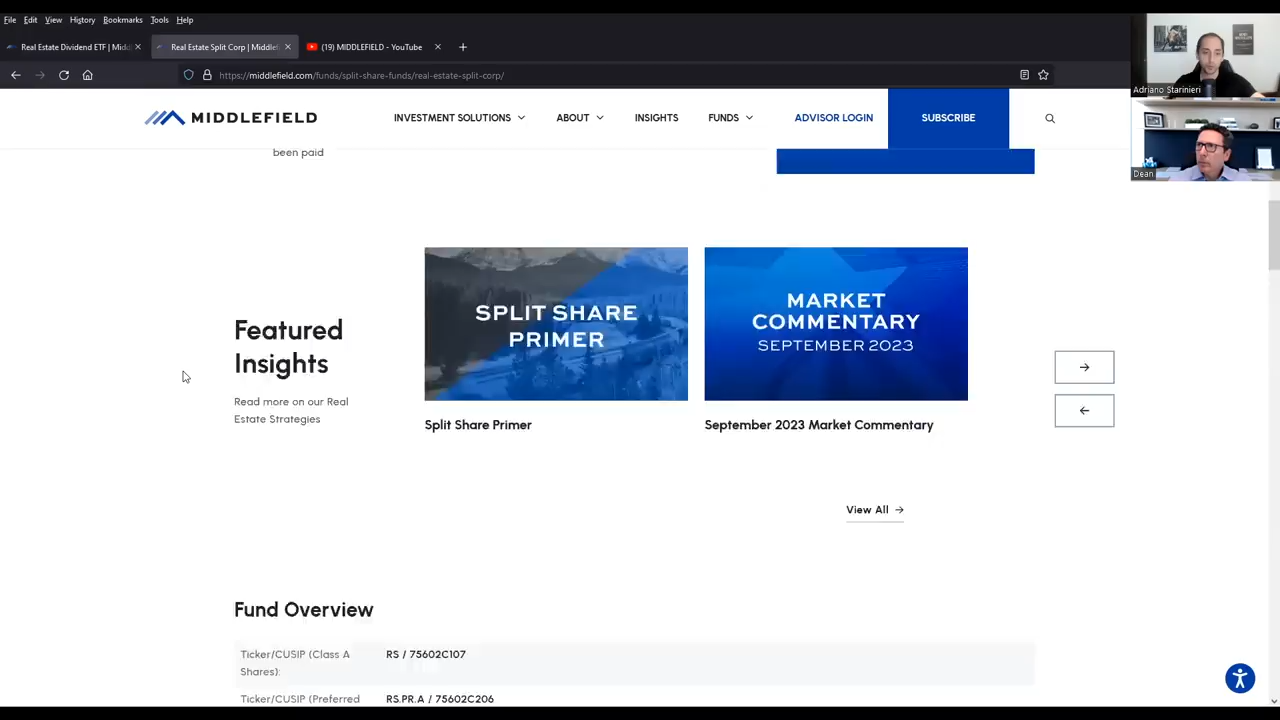 File Edit View History Bookmarks Tools Help
Real Estate Dividend ETF | Mid
Real Estate Split Corp | Middlef
(19) MIDDLEFIELD - YouTube
https://middlefield.com/funds/split-share-funds/real-estate-split-corp/
Adriano Starinieri
Dean
MIDDLEFIELD
INVESTMENT SOLUTIONS
ABOUT
INSIGHTS
FUNDS
ADVISOR LOGIN
SUBSCRIBE
been paid
SPLIT SHARE
PRIMER
MARKET
COMMENTARY
SEPTEMBER 2023
Featured
Insights
Read more on our Real
Estate Strategies
Split Share Primer
September 2023 Market Commentary
View All
Fund Overview
Ticker/CUSIP (Class A
Shares):
RS / 75602C107
Ticker/CUSIP (Preferred
RS.PR.A / 75602C206